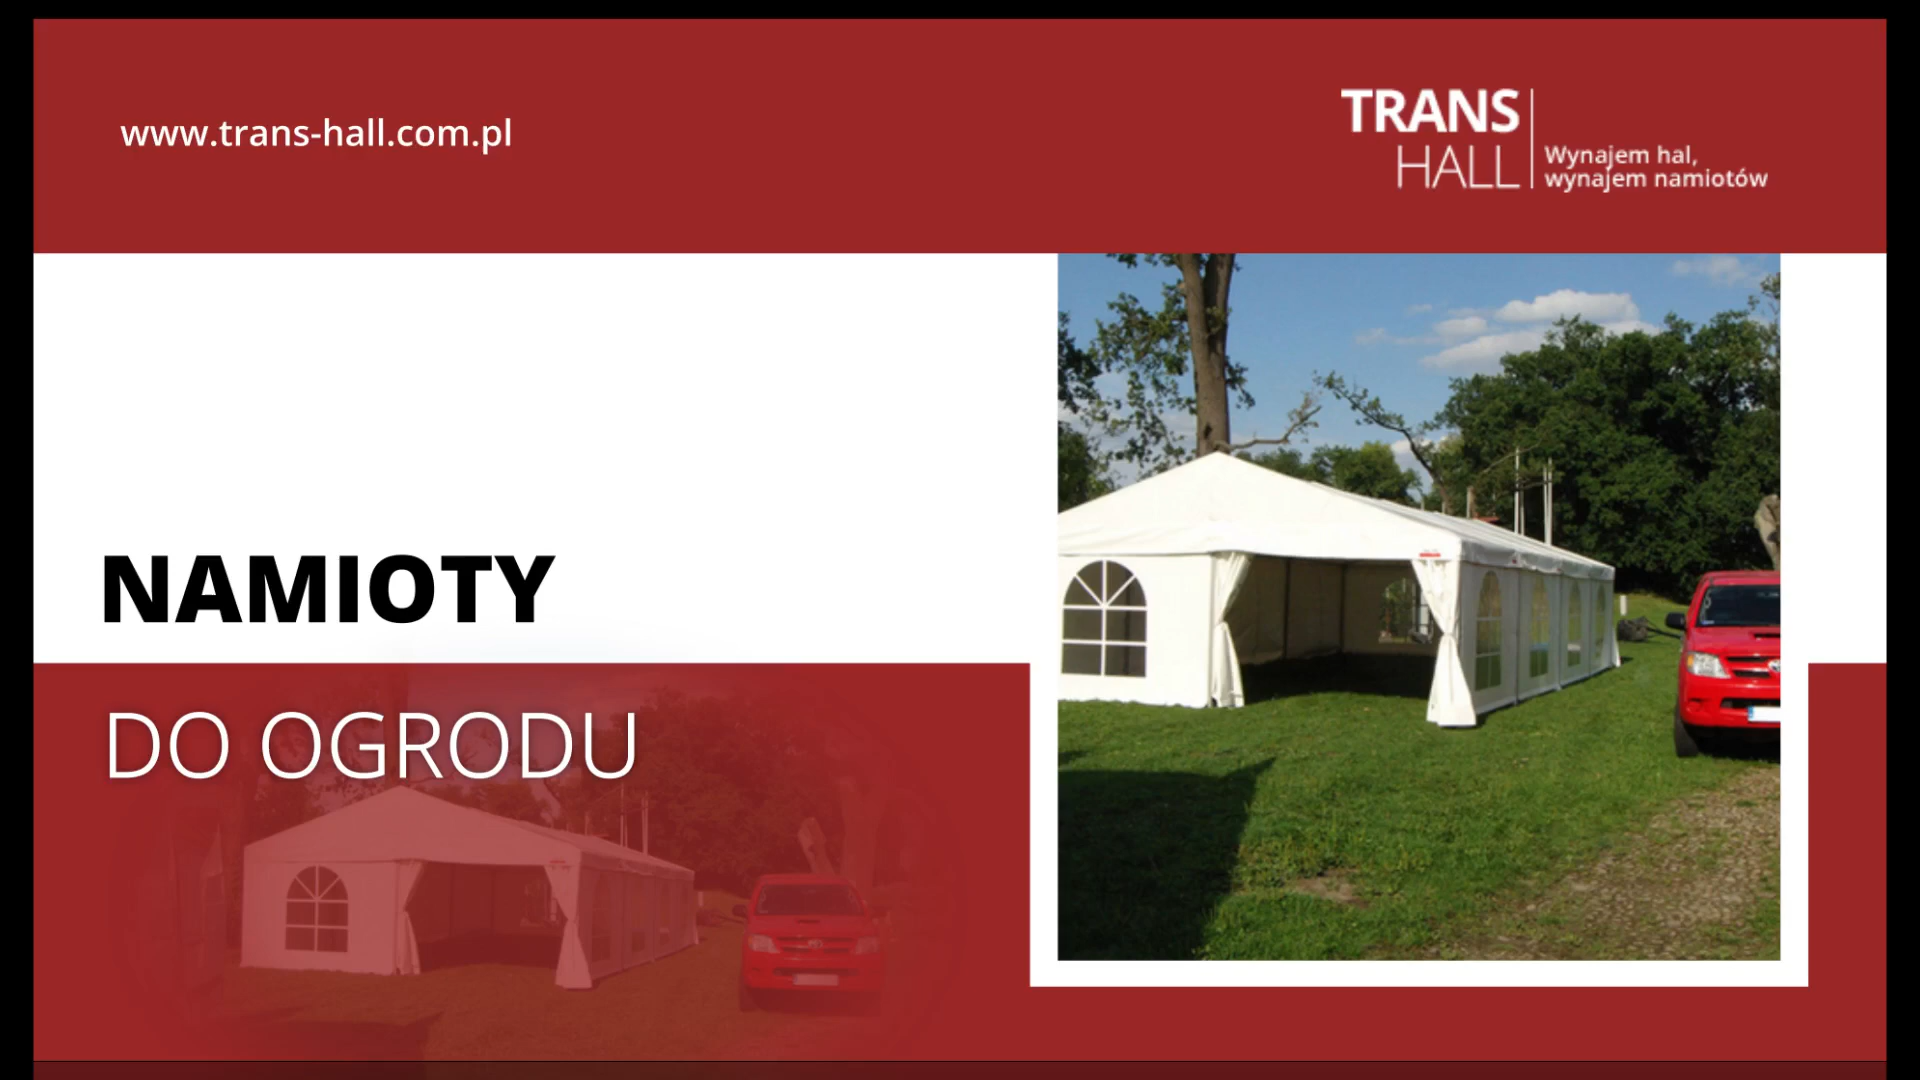 www.trans-hall.com.pl
TRANS
HALL
Wynajem hal,
wynajem namiotów
NAMIOTY
DO OGRODU